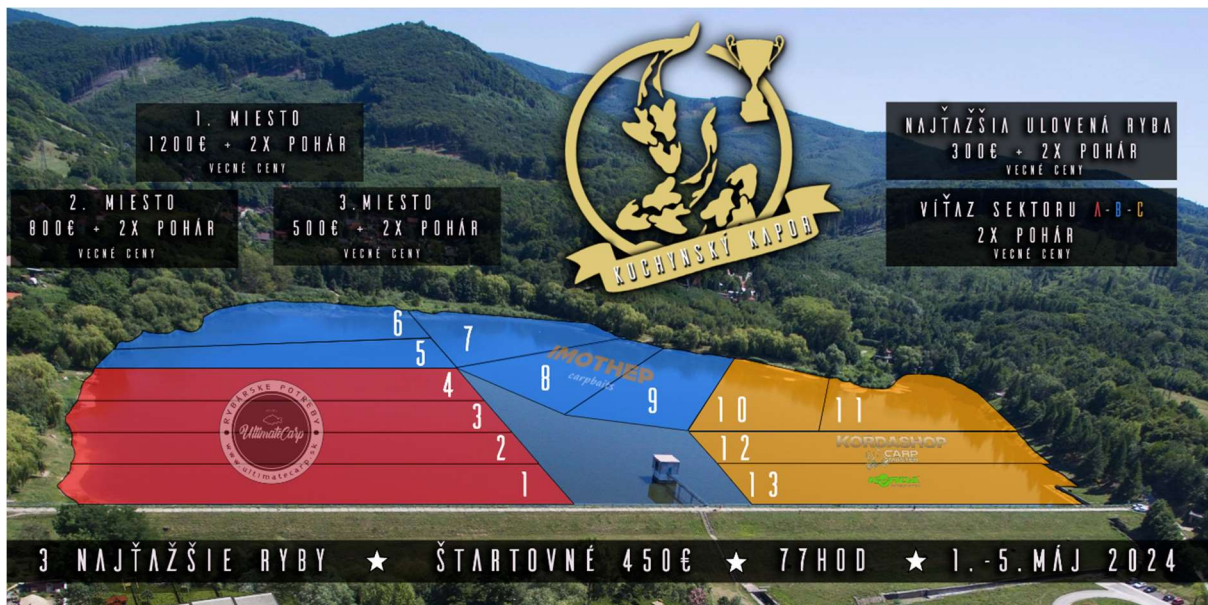 1. MIESTO
1200€ + 2X POHÁR
VECNÉ CENY
2. MIESTO
800€ + 2X POHÁR
VECNÉ CENY
3.MIESTO
500€ + 2X POHÁR
VECNÉ CENY
KUCHYNSKÝ KAPOR
NAJŤAŽŠIA ULOVENÁ RYBA
300€ + 2X POHÁR
VECNÉ CENY
VÍŤAZ SEKTORU A-B-C
2X POHÁR
VECNÉ CENY
6
7
5
IMOTHEP
carpbaits
4
8
9
3
10
11
RYBÁRSKE POTREBY
UltimateCarp
www.ultimatecarp.sk
2
12
KORDASHOP
CARP
MASTER
KORDA
1
13
3 NAJŤAŽŠIE RYBY ★ ŠTARTOVNÉ 450€ ★ 77HOD ★ 1.-5.MÁJ 2024